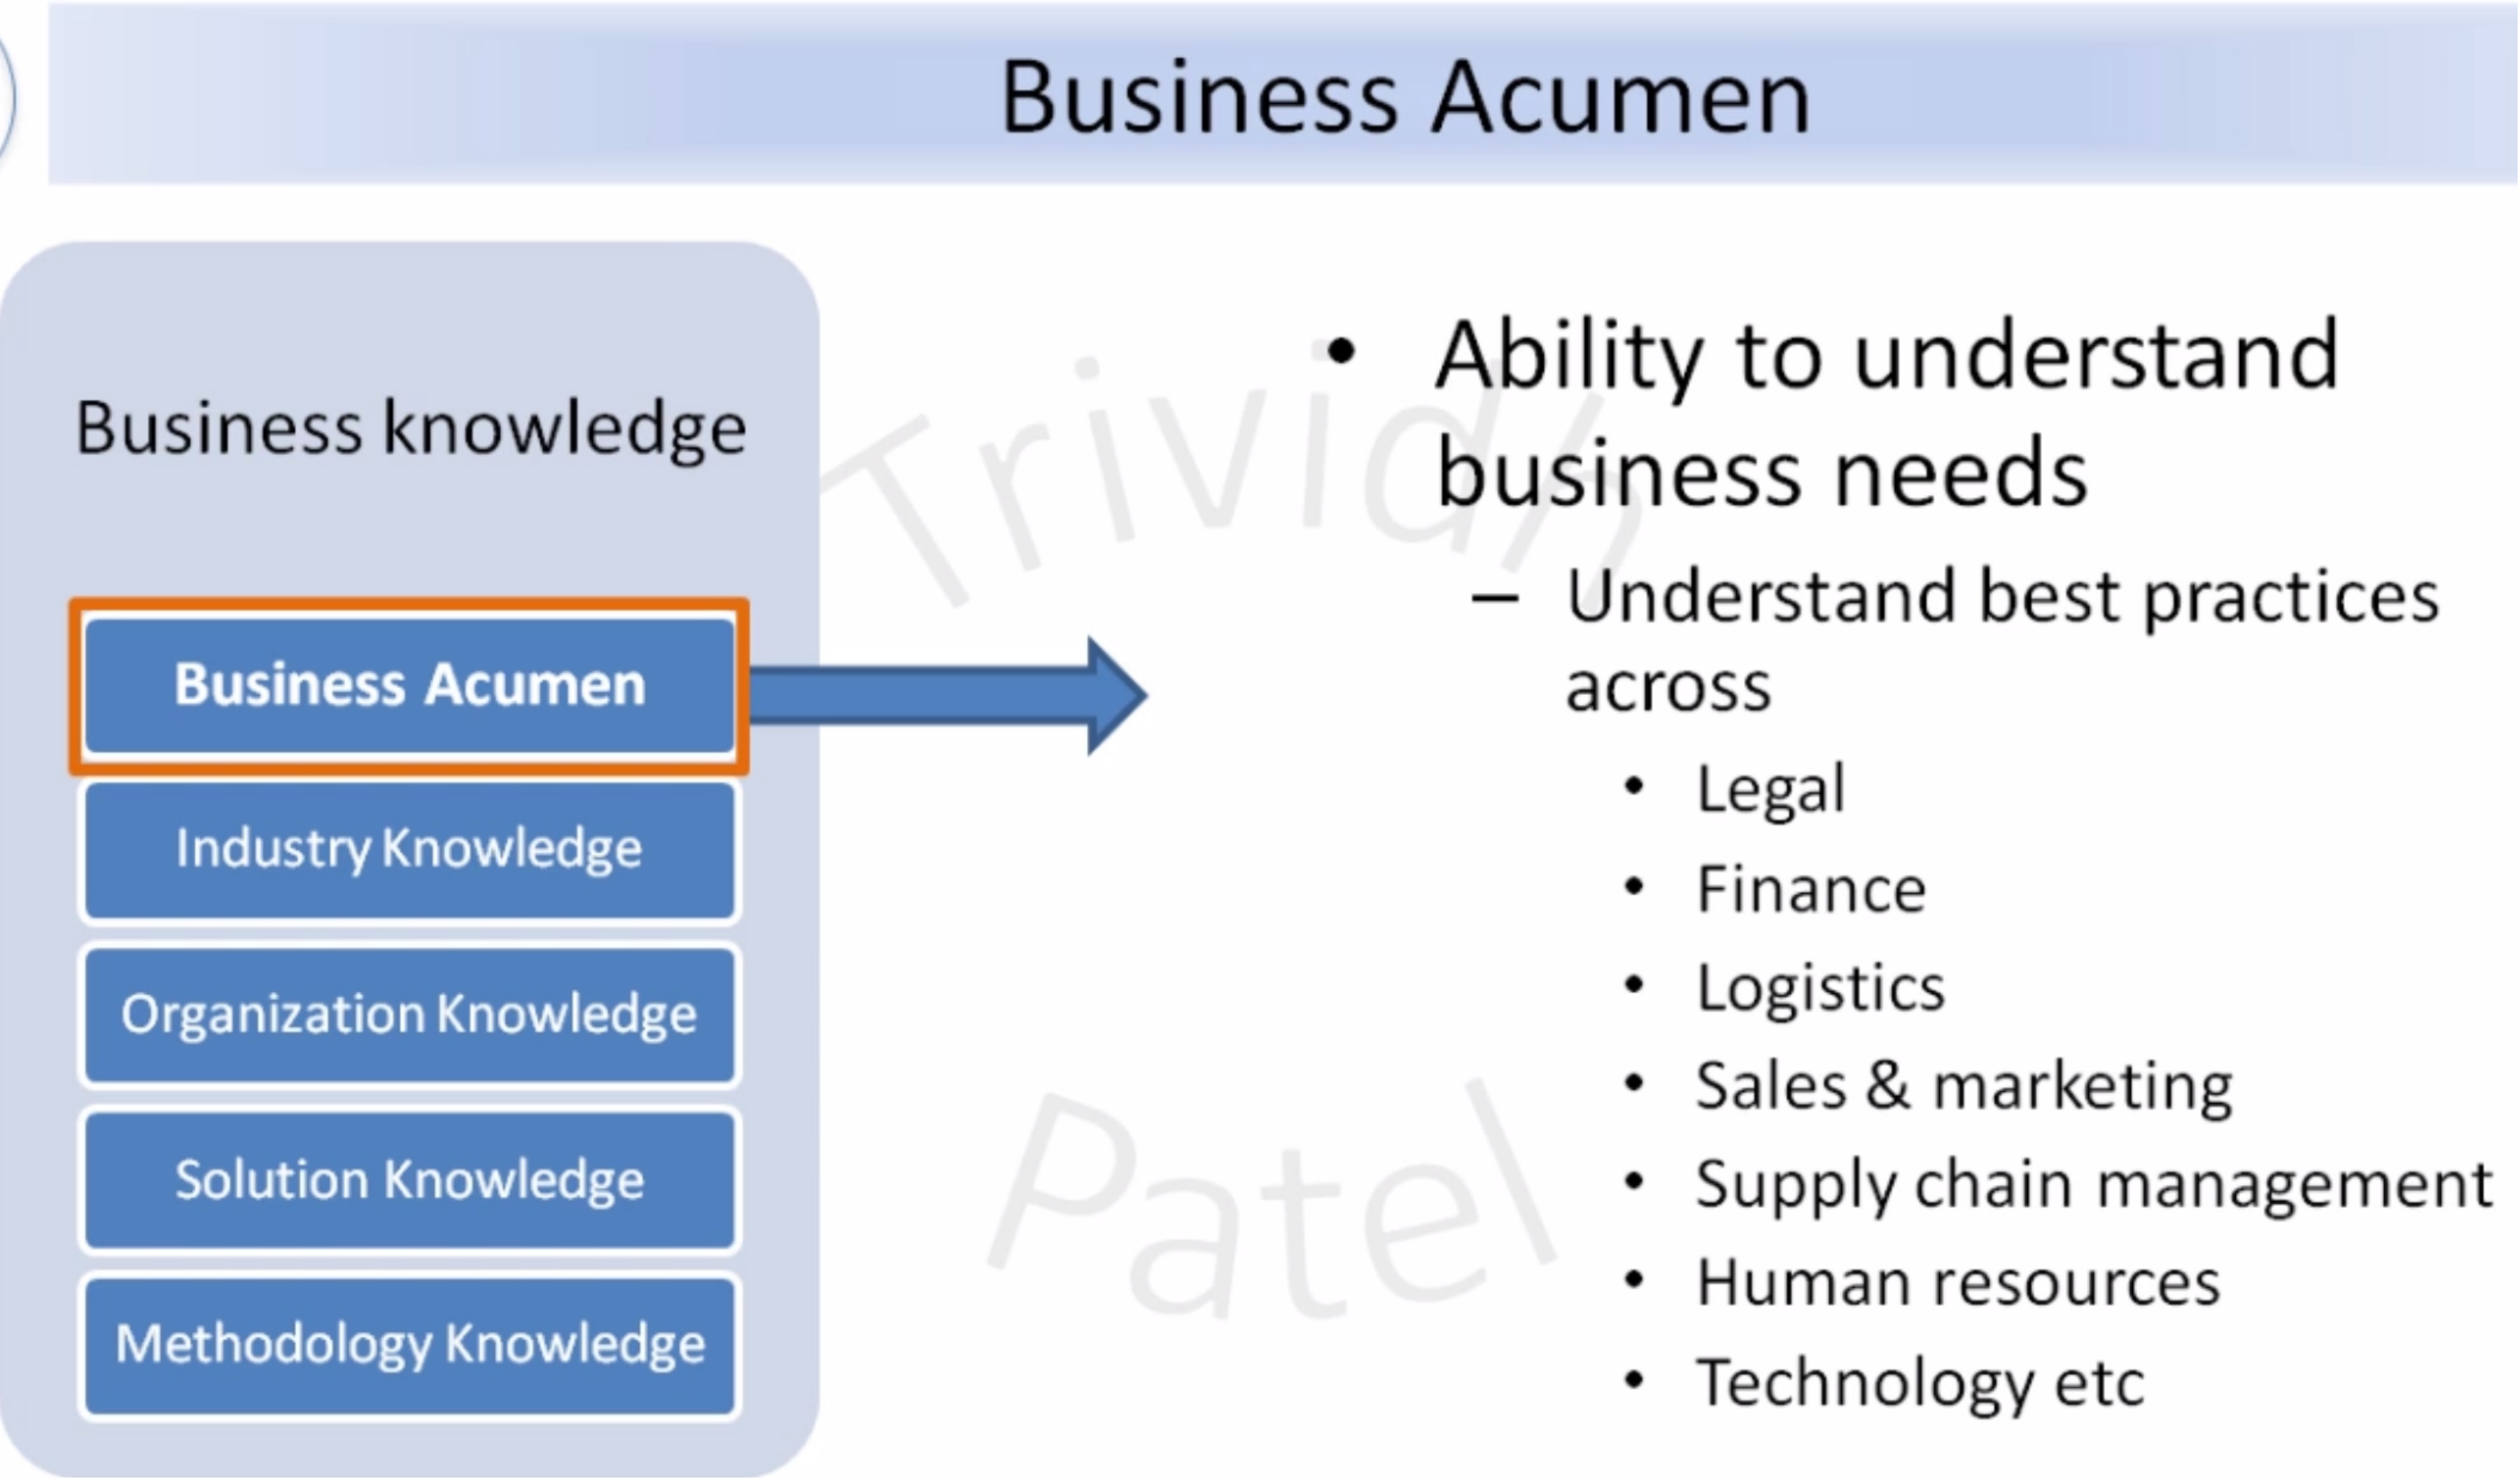 Business Acumen
Business knowledge
Business Acumen
Industry Knowledge
Organization Knowledge
Solution Knowledge
Methodology Knowledge
• Ability to understand
business needs
– Understand best practices
across
• Legal
• Finance
• Logistics
• Sales & marketing
• Supply chain management
• Human resources
• Technology etc
Trividh
Patel